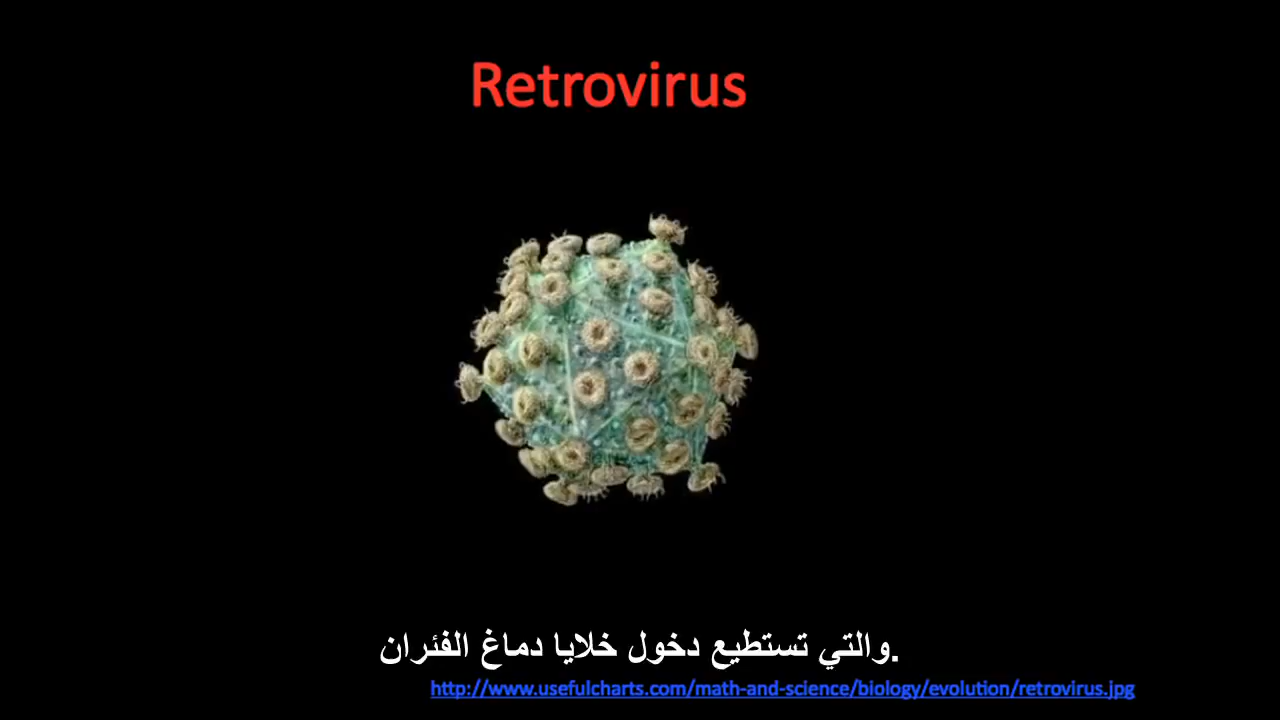 Retrovirus
والتي تستطيع دخول خلايا دماغ الفئران.
http://www.usefulcharts.com/math-and-science/biology/evolution/retrovirus.jpg